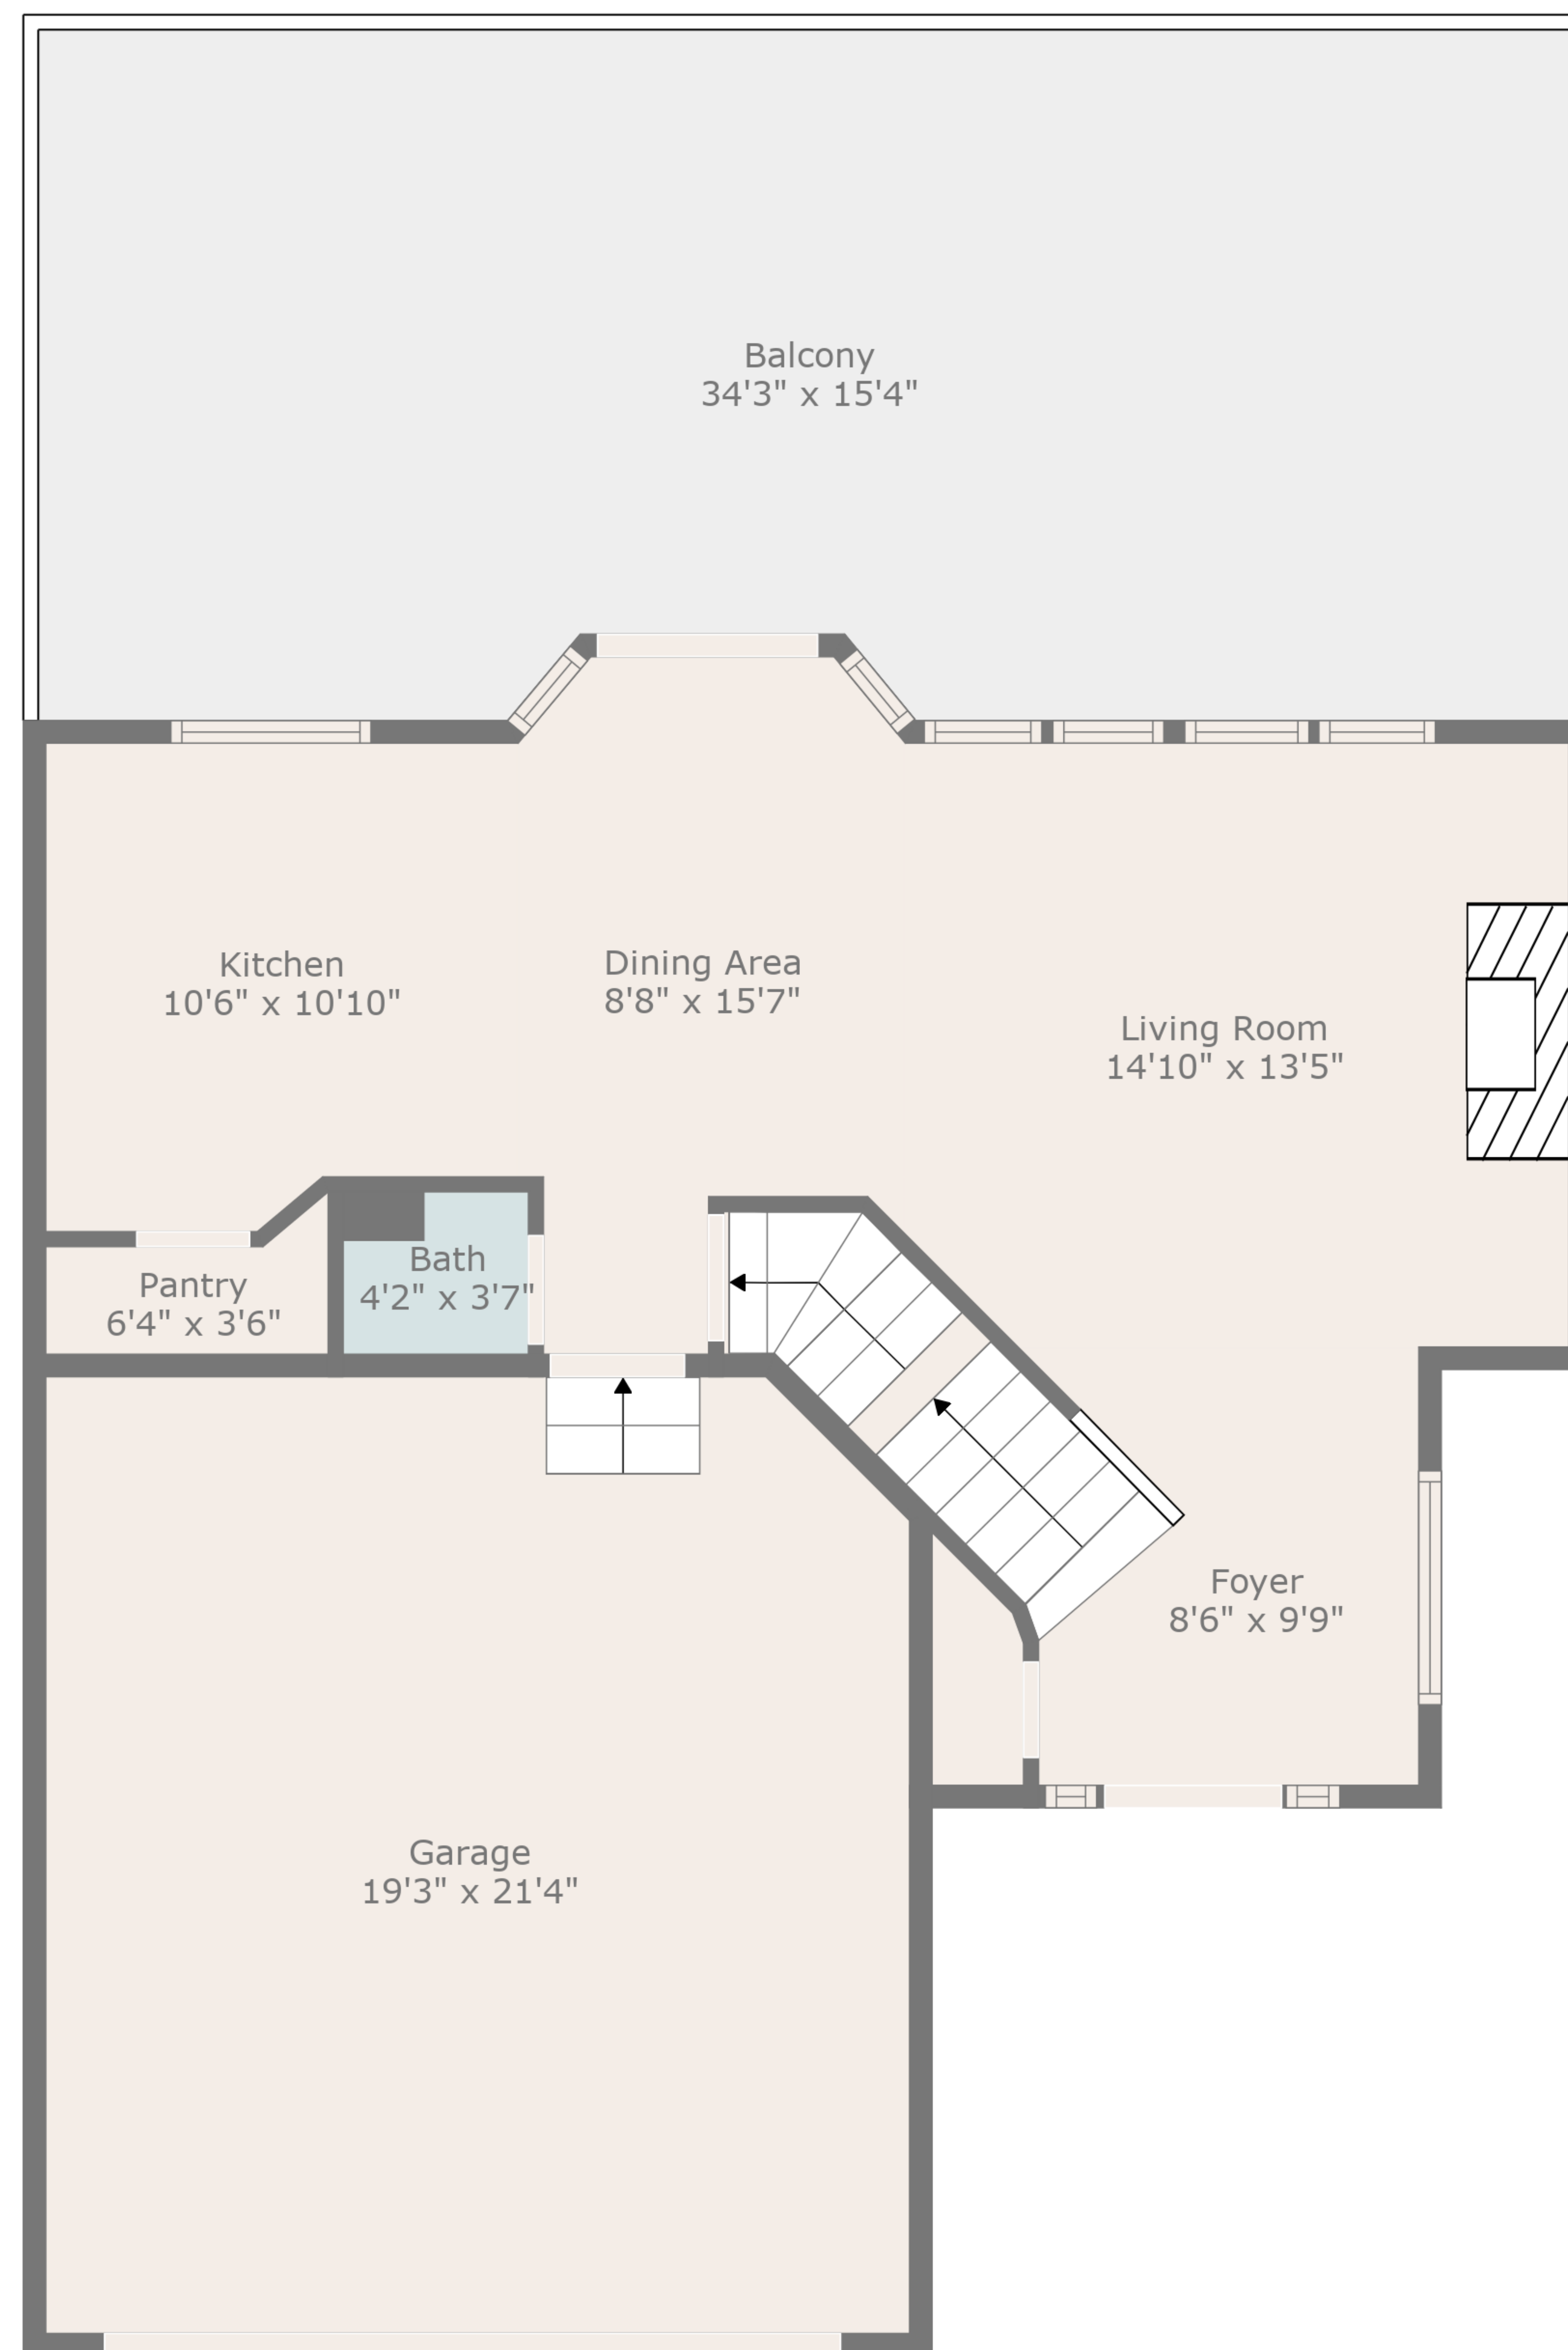 Balcony
34'3" x 15'4"
Kitchen
10'6" x 10'10"
Dining Area
8'8" x 15'7"
Living Room
14'10" x 13'5"
Pantry
6'4" x 3'6"
Bath
4'2" x 3'7"
Foyer
8'6" x 9'9"
Garage
19'3" x 21'4"